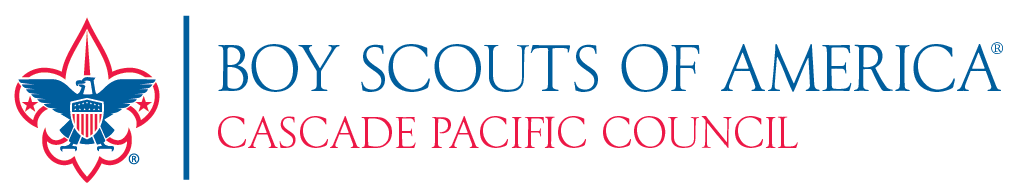 BOY SCOUTS OF AMERICA®
CASCADE PACIFIC COUNCIL
®